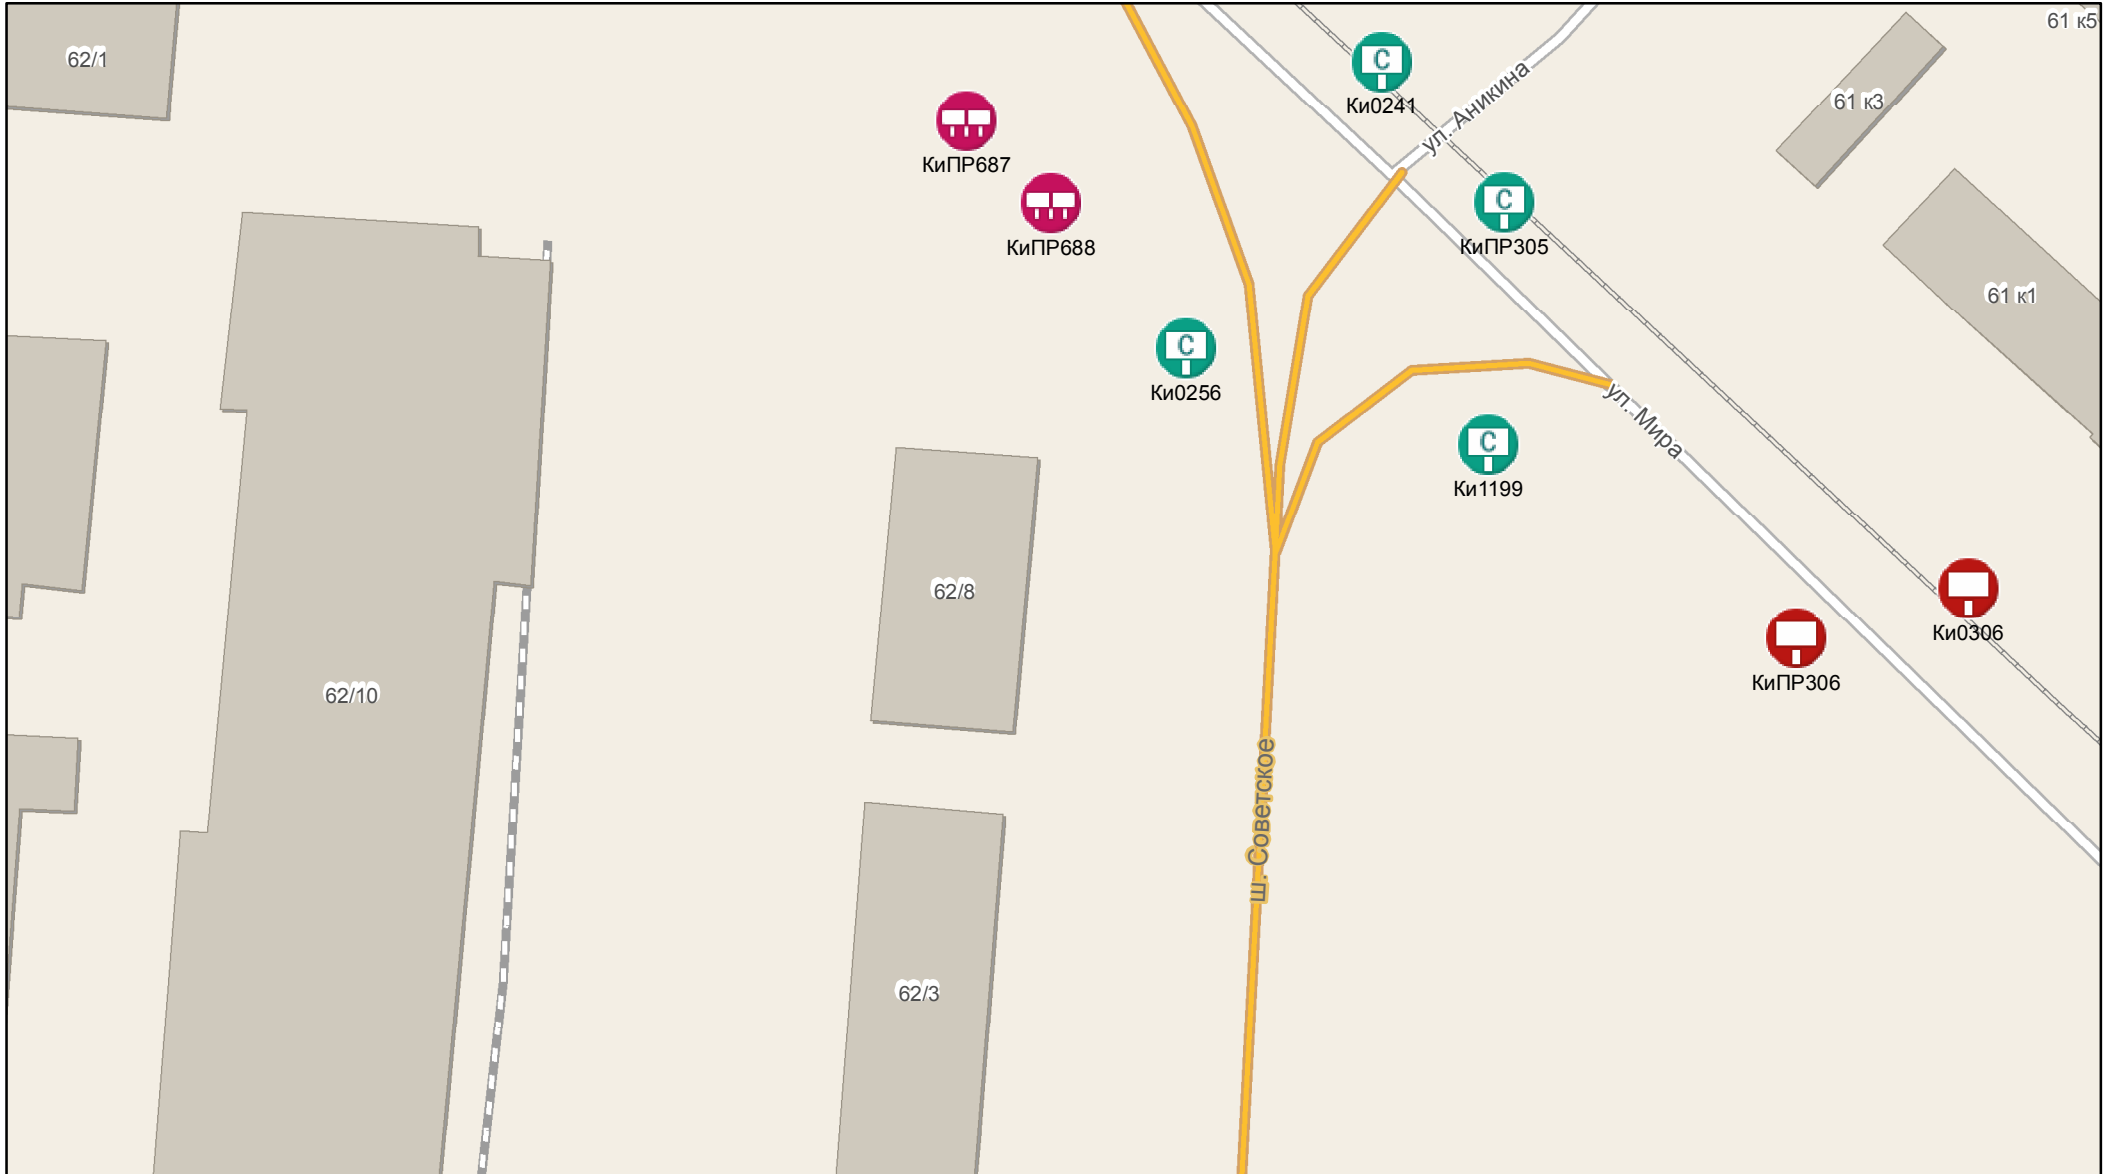 61 к5
62/1
С
Ки0241
ул. Аникина
61 к3
КиПР687
С
КиПР305
КиПР688
61 к1
С
Ки0256
ул. Мира
С
Ки1199
62/8
Ки0306
КиПР306
62/10
ш. Советское
62/3